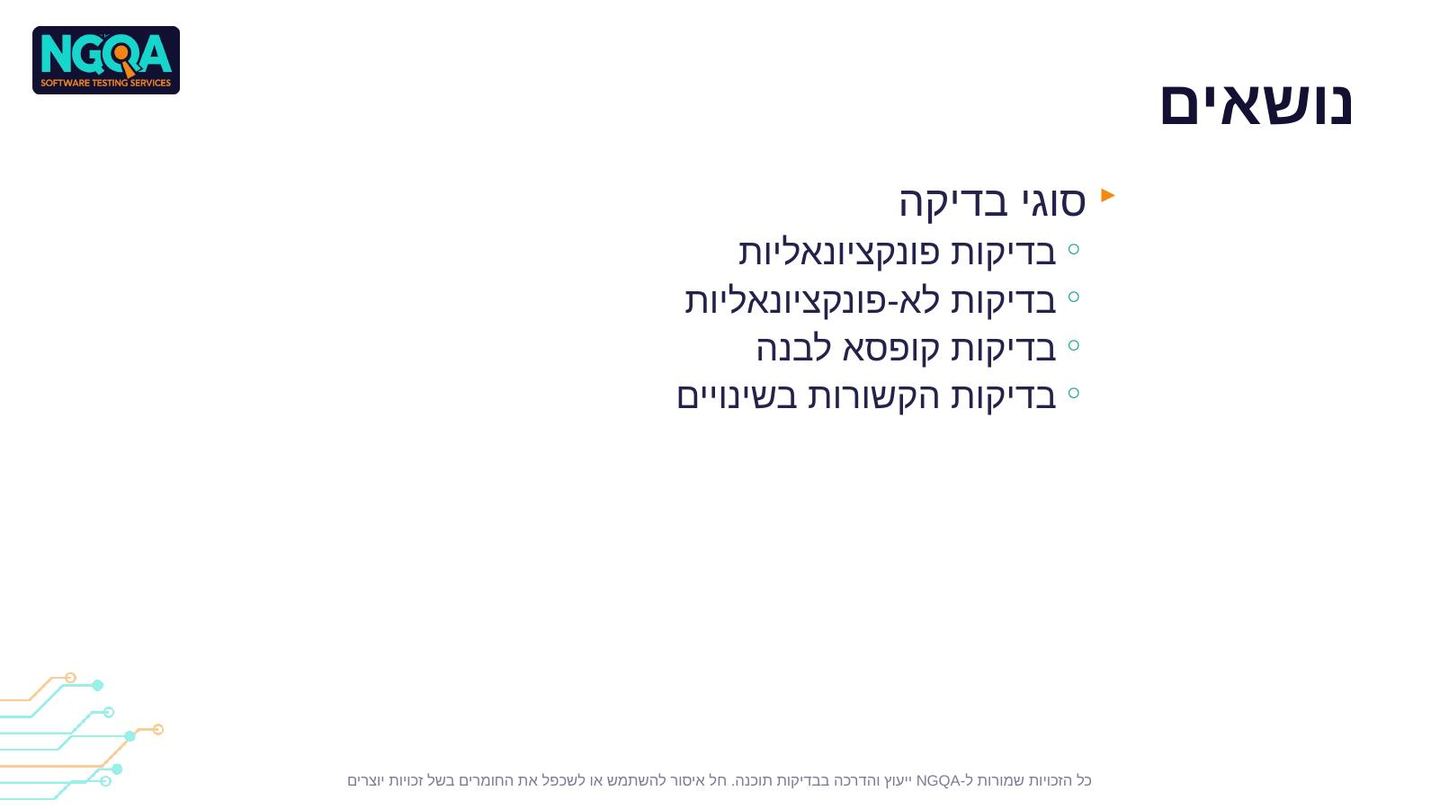 NGQA
SOFTWARE TESTING SERVICES
נושאים
סוגי בדיקה
בדיקות פונקציונאליות
בדיקות לא-פונקציונאליות
בדיקות קופסא לבנה
בדיקות הקשורות בשינויים
כל הזכויות שמורות ל-NGQA ייעוץ והדרכה בבדיקות תוכנה. חל איסור להשתמש או לשכפל את החומרים בשל זכויות יוצרים